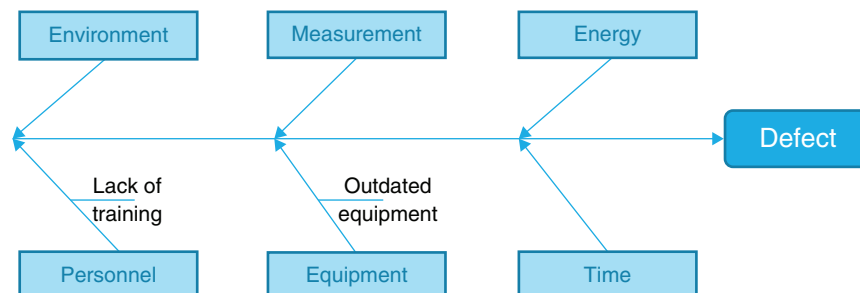 Environment
Measurement
Energy
Defect
Lack of
training
Outdated
equipment
Personnel
Equipment
Time